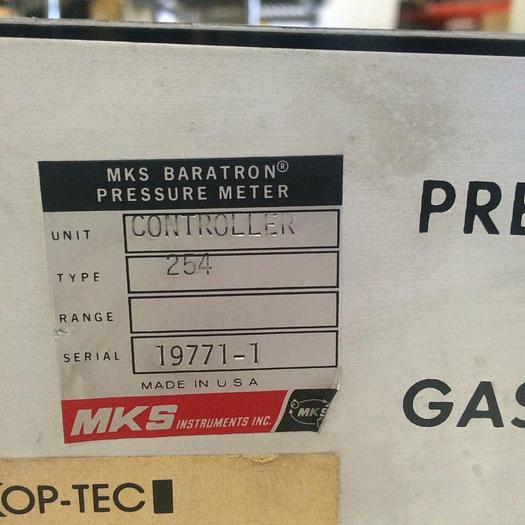 MKS BARATRON®
PRESSURE METER
UNIT CONTROLLER
TYPE 254
RANGE
SERIAL 19771-1
MADE IN USA
MKS INSTRUMENTS INC. MKS
PRE
GAS
KOP-TEC